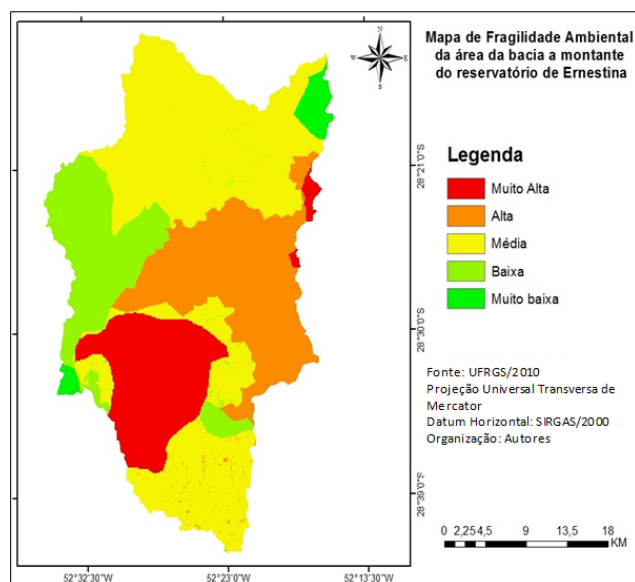 Mapa de Fragilidade Ambiental
da área da bacia a montante
do reservatório de Ernestina
N
W
E
S
Legenda
Muito Alta
Alta
Média
Baixa
Muito baixa
28°21'0"S
28°30'0"S
28°39'0"S
Fonte: UFRGS/2010
Projeção Universal Transversa de
Mercator
Datum Horizontal: SIRGAS/2000
Organização: Autores
0 2,25 4,5 9 13,5 18
KM
52°32'30"W 52°23'0"W 52°13'30"W